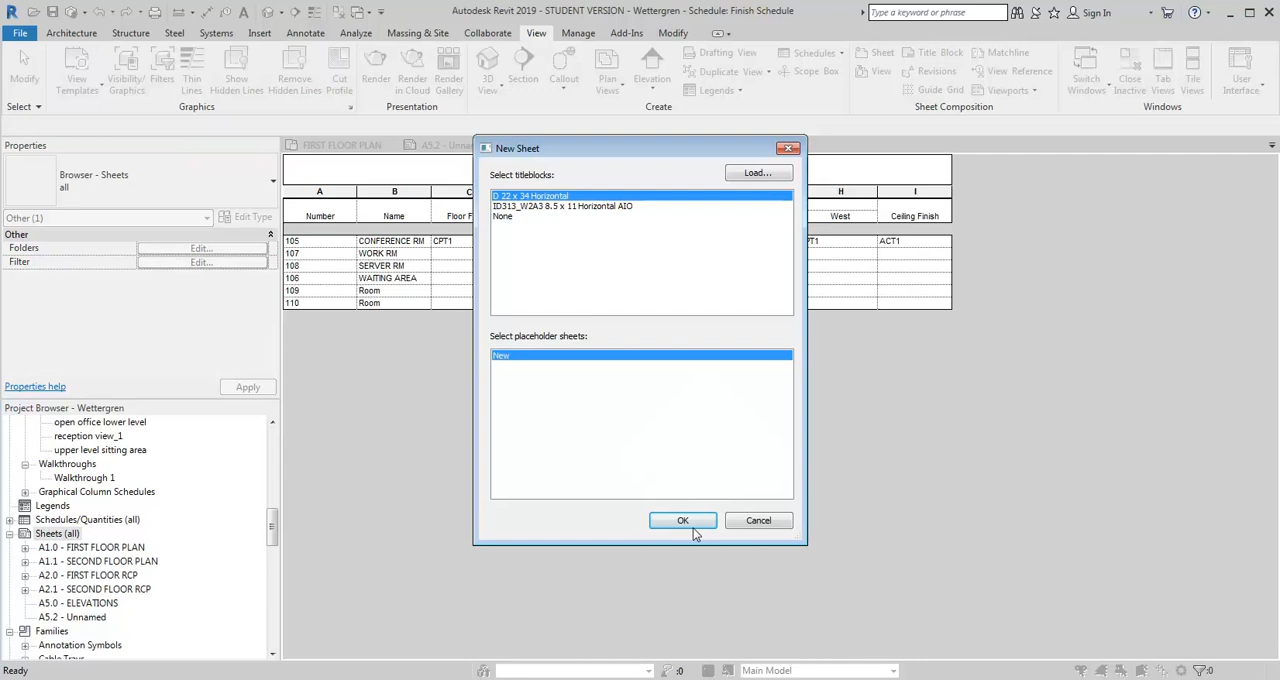 Autodesk Revit 2019 - STUDENT VERSION - Wettergren - Schedule: Finish Schedule
Type a keyword or phrase
Sign In
File Architecture Structure Steel Systems Insert Annotate Analyze Massing & Site Collaborate View Manage Add-Ins Modify
Modify
View Templates
Visibility/ Graphics
Filters
Thin Lines
Show Hidden Lines
Remove Hidden Lines
Cut Profile
Render
Render in Cloud
Render Gallery
3D View
Section
Callout
Plan Views
Elevation
Drafting View
Duplicate View
Legends
Schedules
Scope Box
Sheet
View
Title Block
Revisions
Guide Grid
Matchline
View Reference
Viewports
Switch Windows
Close Inactive
Tab Views
Tile Views
User Interface
Select Graphics Presentation Create Sheet Composition Windows
Properties
Browser - Sheets
all
Other (1)
Edit Type
Other
Folders Edit...
Filter Edit...
Properties help
Apply
FIRST FLOOR PLAN
A5.2 - Unnamed
A B C H I
Number Name Floor F West Ceiling Finish
105 CONFERENCE RM CPT1 PT1 ACT1
107 WORK RM
108 SERVER RM
106 WAITING AREA
109 Room
110 Room
New Sheet
Select titleblocks:
Load...
D 22 x 34 Horizontal
ID313_W2A3 8.5 x 11 Horizontal AIO
None
Select placeholder sheets:
New
OK
Cancel
Project Browser - Wettergren
open office lower level
reception view_1
upper level sitting area
Walkthroughs
Walkthrough 1
Graphical Column Schedules
Legends
Schedules/Quantities (all)
Sheets (all)
A1.0 - FIRST FLOOR PLAN
A1.1 - SECOND FLOOR PLAN
A2.0 - FIRST FLOOR RCP
A2.1 - SECOND FLOOR RCP
A5.0 - ELEVATIONS
A5.2 - Unnamed
Families
Annotation Symbols
Cable Trays
Ready
:0
Main Model
:0